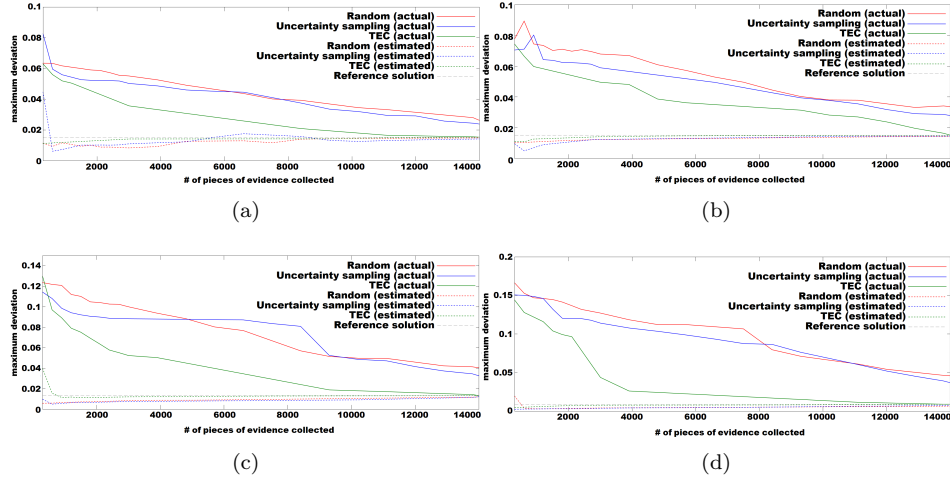 0.1
0.08
0.06
0.04
0.02
0
maximum deviation
Random (actual)
Uncertainty sampling (actual)
TEC (actual)
Random (estimated)
Uncertainty sampling (estimated)
TEC (estimated)
Reference solution
2000 4000 6000 8000 10000 12000 14000
# of pieces of evidence collected
(a)
0.1
0.08
0.06
0.04
0.02
0
maximum deviation
Random (actual)
Uncertainty sampling (actual)
TEC (actual)
Random (estimated)
Uncertainty sampling (estimated)
TEC (estimated)
Reference solution
2000 4000 6000 8000 10000 12000 14000
# of pieces of evidence collected
(b)
0.14
0.12
0.1
0.08
0.06
0.04
0.02
0
maximum deviation
Random (actual)
Uncertainty sampling (actual)
TEC (actual)
Random (estimated)
Uncertainty sampling (estimated)
TEC (estimated)
Reference solution
2000 4000 6000 8000 10000 12000 14000
# of pieces of evidence collected
(c)
0.2
0.15
0.1
0.05
0
maximum deviation
Random (actual)
Uncertainty sampling (actual)
TEC (actual)
Random (estimated)
Uncertainty sampling (estimated)
TEC (estimated)
Reference solution
2000 4000 6000 8000 10000 12000 14000
# of pieces of evidence collected
(d)